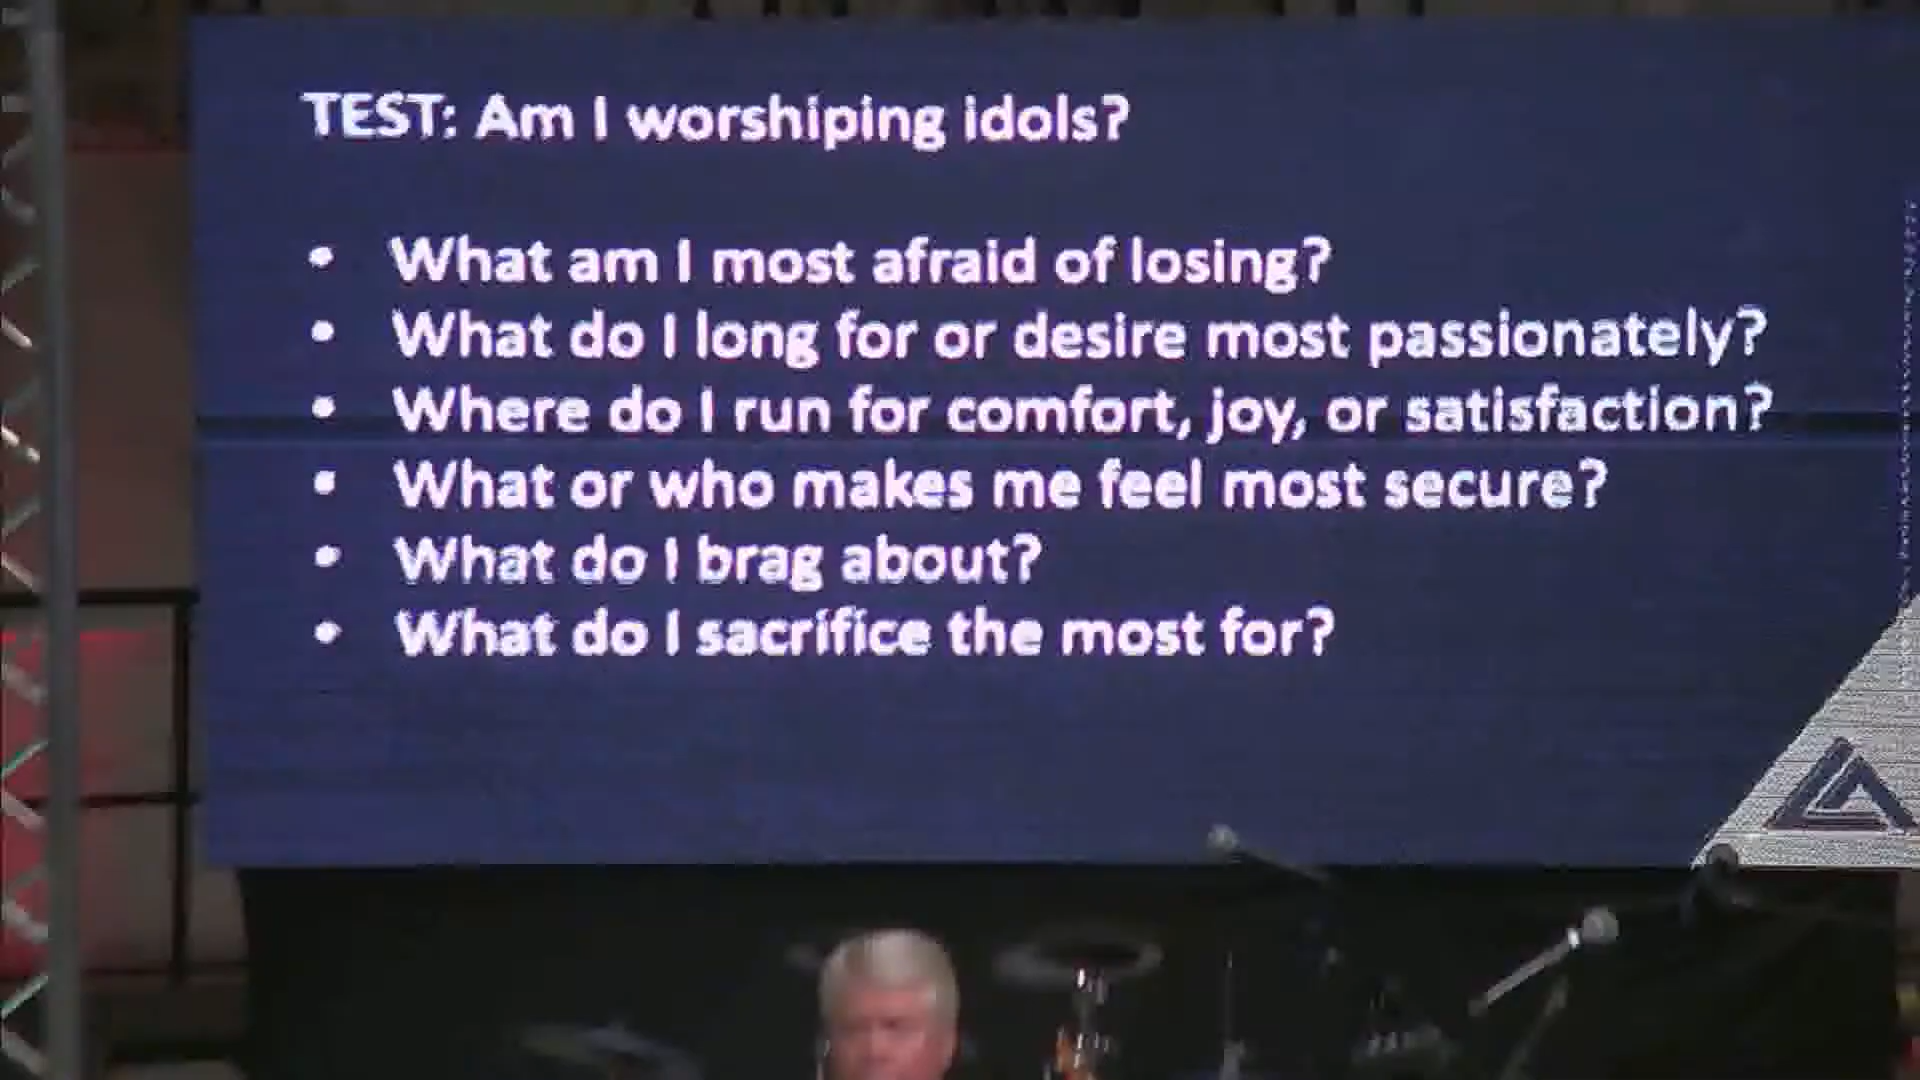 TEST: Am I worshiping idols?
• What am I most afraid of losing?
• What do I long for or desire most passionately?
• Where do I run for comfort, joy, or satisfaction?
• What or who makes me feel most secure?
• What do I brag about?
• What do I sacrifice the most for?